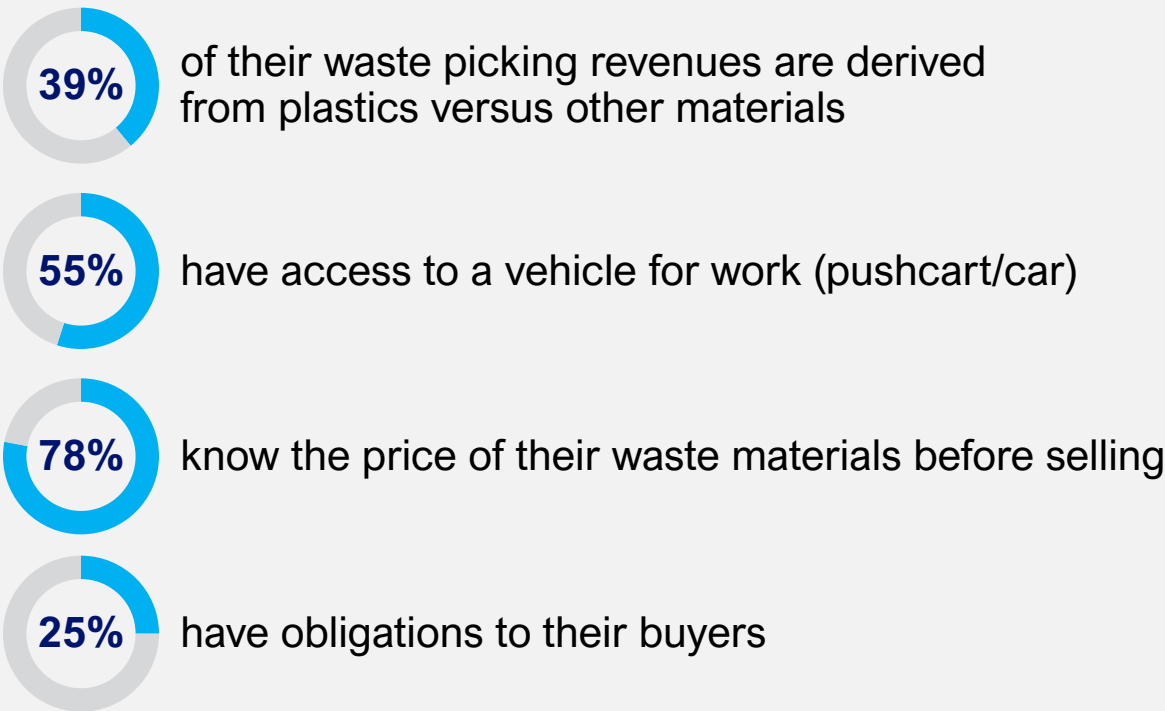 39%
of their waste picking revenues are derived
from plastics versus other materials
55%
have access to a vehicle for work (pushcart/car)
78%
know the price of their waste materials before selling
25%
have obligations to their buyers